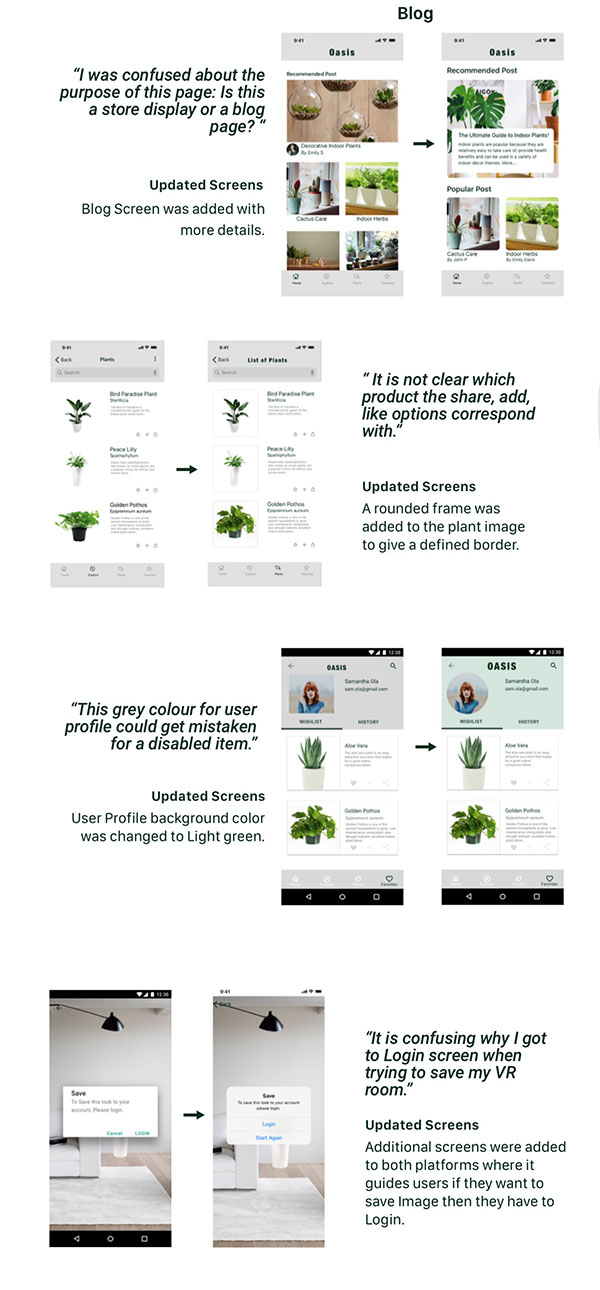 Blog
“I was confused about the
purpose of this page: Is this
a store display or a blog
page? “
Updated Screens
Blog Screen was added with
more details.
9:41
Oasis
Recommended Post
Decorative Indoor Plants
By Emily S
Cactus Care
Indoor Herbs
Home
Explore
Plants
Favorites
9:41
Oasis
Recommended Post
The Ultimate Guide to Indoor Plants!
Indoor plants are popular because they are
relatively easy to take care of, provide health
benefits and can be used in a variety of
indoor décor themes. More...
Popular Post
Cactus Care
By John P
Indoor Herbs
By Emily Davis
Home
Explore
Plants
Favorites
9:41
Back
Plants
Search
Bird Paradise Plant
Sterlitzia
Peace Lilly
Spathiphyllum
Golden Pothos
Epipremnum aureum
Home
Explore
Plants
Favorites
9:41
Back
List of Plants
Search
Bird Paradise Plant
Sterlitzia
Peace Lilly
Spathiphyllum
Golden Pothos
Epipremnum aureum
Home
Explore
Plants
Favorites
“ It is not clear which
product the share, add,
like options correspond
with.”
Updated Screens
A rounded frame was
added to the plant image
to give a defined border.
“This grey colour for user
profile could get mistaken
for a disabled item.”
Updated Screens
User Profile background color
was changed to Light green.
12:30
OASIS
Samantha Ola
sam.ola@gmail.com
WISHLIST
HISTORY
Aloe Vera
Golden Pothos
Epipremnum aureum
Favorites
12:30
OASIS
Samantha Ola
sam.ola@gmail.com
WISHLIST
HISTORY
Aloe Vera
Golden Pothos
Epipremnum aureum
Favorites
12:30
Save
To Save this look to your
account, Please login
Cancel
LOGIN
9:41
Back
Save
To save this look to your account
please login.
Login
Start Again
“It is confusing why I got
to Login screen when
trying to save my VR
room.”
Updated Screens
Additional screens were added
to both platforms where it
guides users if they want to
save Image then they have to
Login.